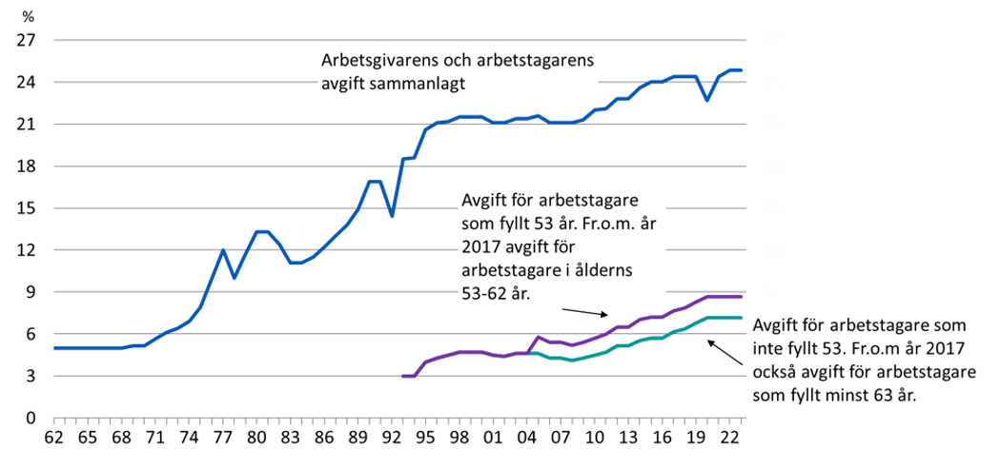 %
27
Arbetsgivarens och arbetstagarens
avgift sammanlagt
24
21
18
Avgift för arbetstagare
som fyllt 53 år. Fr.o.m. år
2017 avgift för
arbetstagare i åldern
53-62 år.
15
12
9
Avgift för arbetstagare som
inte fyllt 53. Fr.o.m år 2017
också avgift för arbetstagare
som fyllt minst 63 år.
6
3
0
62 65 68 71 74 77 80 83 86 89 92 95 98 01 04 07 10 13 16 19 22